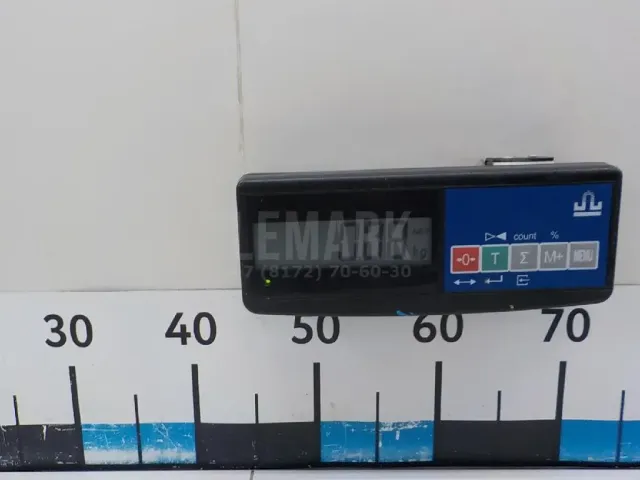 LEMARK
7 (8172) 70-60-30
count %
→0← T Σ M+ MENU
30 40 50 60 70